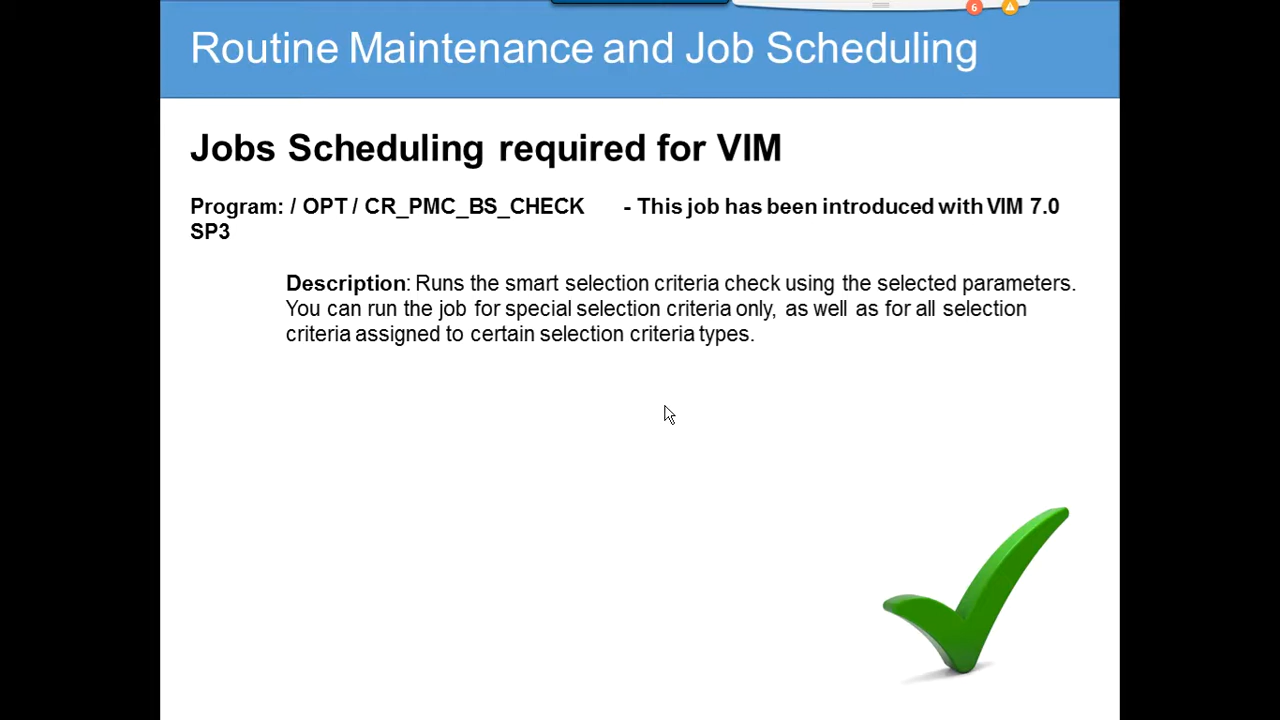 6
Routine Maintenance and Job Scheduling
Jobs Scheduling required for VIM
Program: / OPT / CR_PMC_BS_CHECK - This job has been introduced with VIM 7.0
SP3
Description: Runs the smart selection criteria check using the selected parameters.
You can run the job for special selection criteria only, as well as for all selection
criteria assigned to certain selection criteria types.